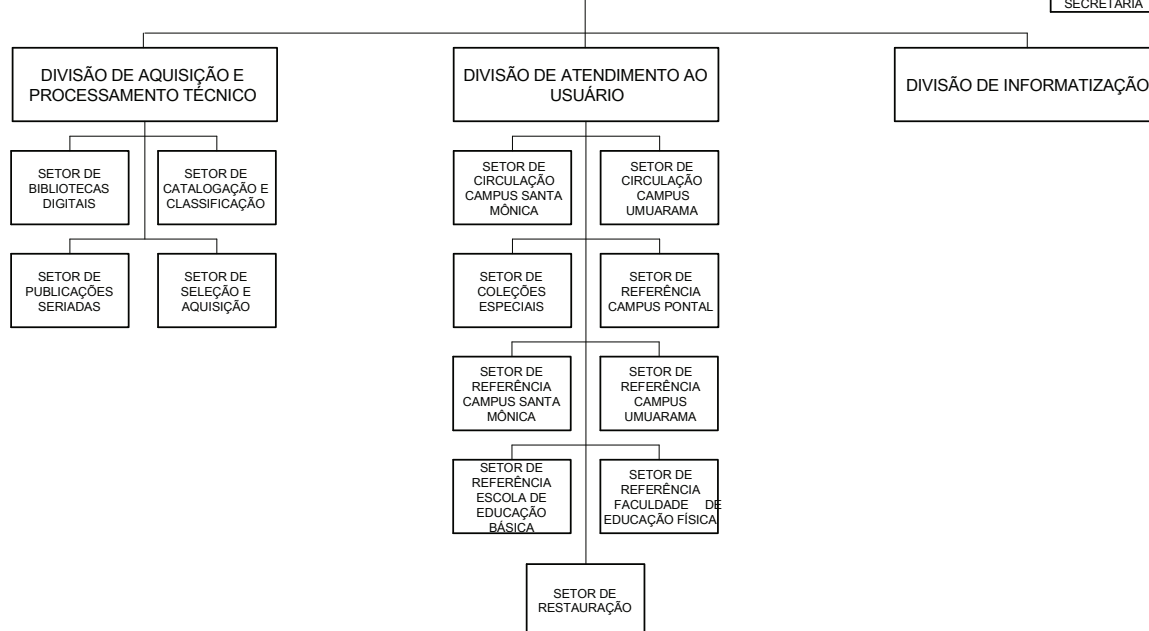 SECRETARIA
DIVISÃO DE AQUISIÇÃO E
PROCESSAMENTO TÉCNICO
DIVISÃO DE ATENDIMENTO AO
USUÁRIO
DIVISÃO DE INFORMATIZAÇÃO
SETOR DE
BIBLIOTECAS
DIGITAIS
SETOR DE
CATALOGAÇÃO E
CLASSIFICAÇÃO
SETOR DE
CIRCULAÇÃO
CAMPUS SANTA
MÔNICA
SETOR DE
CIRCULAÇÃO
CAMPUS
UMUARAMA
SETOR DE
PUBLICAÇÕES
SERIADAS
SETOR DE
SELEÇÃO E
AQUISIÇÃO
SETOR DE
COLEÇÕES
ESPECIAIS
SETOR DE
REFERÊNCIA
CAMPUS PONTAL
SETOR DE
REFERÊNCIA
CAMPUS SANTA
MÔNICA
SETOR DE
REFERÊNCIA
CAMPUS
UMUARAMA
SETOR DE
REFERÊNCIA
ESCOLA DE
EDUCAÇÃO
BÁSICA
SETOR DE
REFERÊNCIA
FACULDADE DE
EDUCAÇÃO FÍSICA
SETOR DE
RESTAURAÇÃO